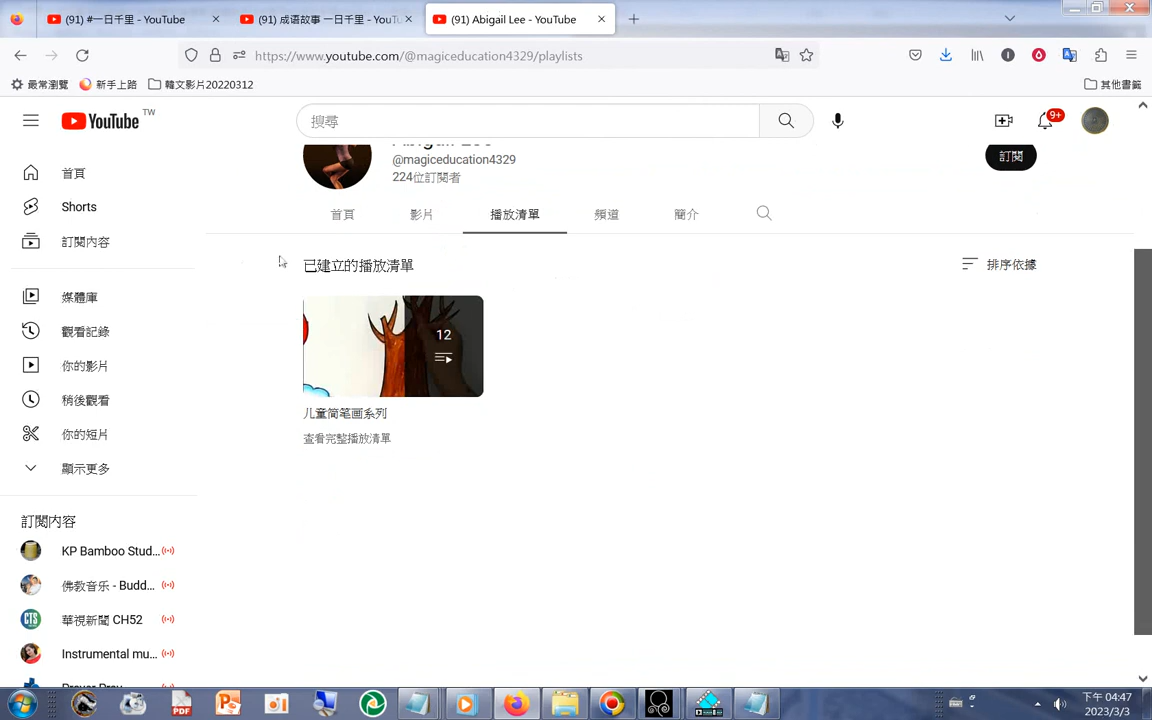 (91) #一日千里 - YouTube
(91) 成语故事 一日千里 - YouT
(91) Abigail Lee - YouTube
https://www.youtube.com/@magiceducation4329/playlists
最常瀏覽
新手上路
韓文影片20220312
其他書籤
YouTube TW
搜尋
9+
Abigail Lee
@magiceducation4329
224位訂閱者
訂閱
首頁
影片
播放清單
頻道
簡介
首頁
Shorts
訂閱內容
媒體庫
觀看記錄
你的影片
稍後觀看
你的短片
顯示更多
訂閱內容
KP Bamboo Stud...
佛教音乐 - Budd...
華視新聞 CH52
Instrumental mu...
已建立的播放清單
排序依據
12
儿童简笔画系列
查看完整播放清單
下午 04:47
2023/3/3